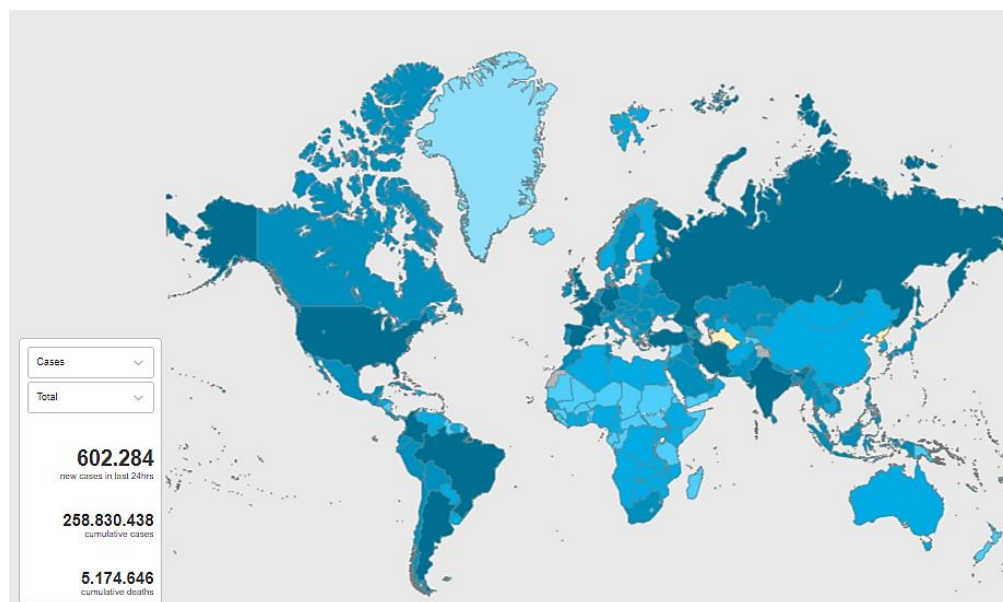 Cases
Total
602.284
new cases in last 24hrs
258.830.438
cumulative cases
5.174.646
cumulative deaths